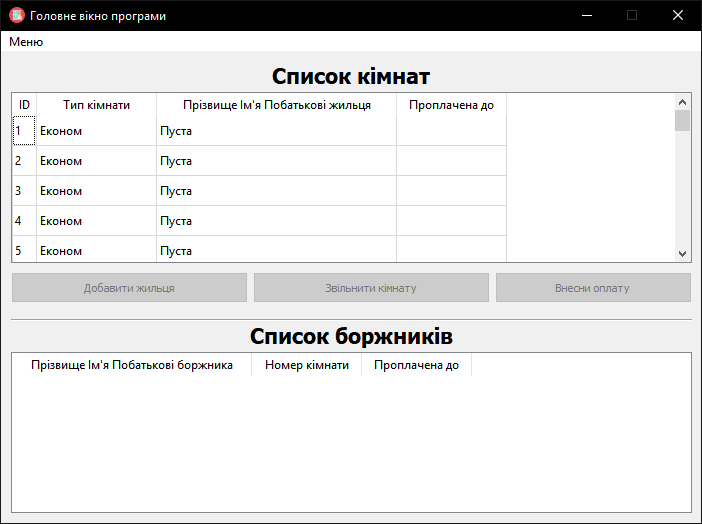 Головне вікно програми
Меню
Список кімнат
ID Тип кімнати Прізвище Ім'я Побатькові жильця Проплачена до
1 Економ Пуста
2 Економ Пуста
3 Економ Пуста
4 Економ Пуста
5 Економ Пуста
Добавити жильця Звільнити кімнату Внесни оплату
Список боржників
Прізвище Ім'я Побатькові боржника Номер кімнати Проплачена до